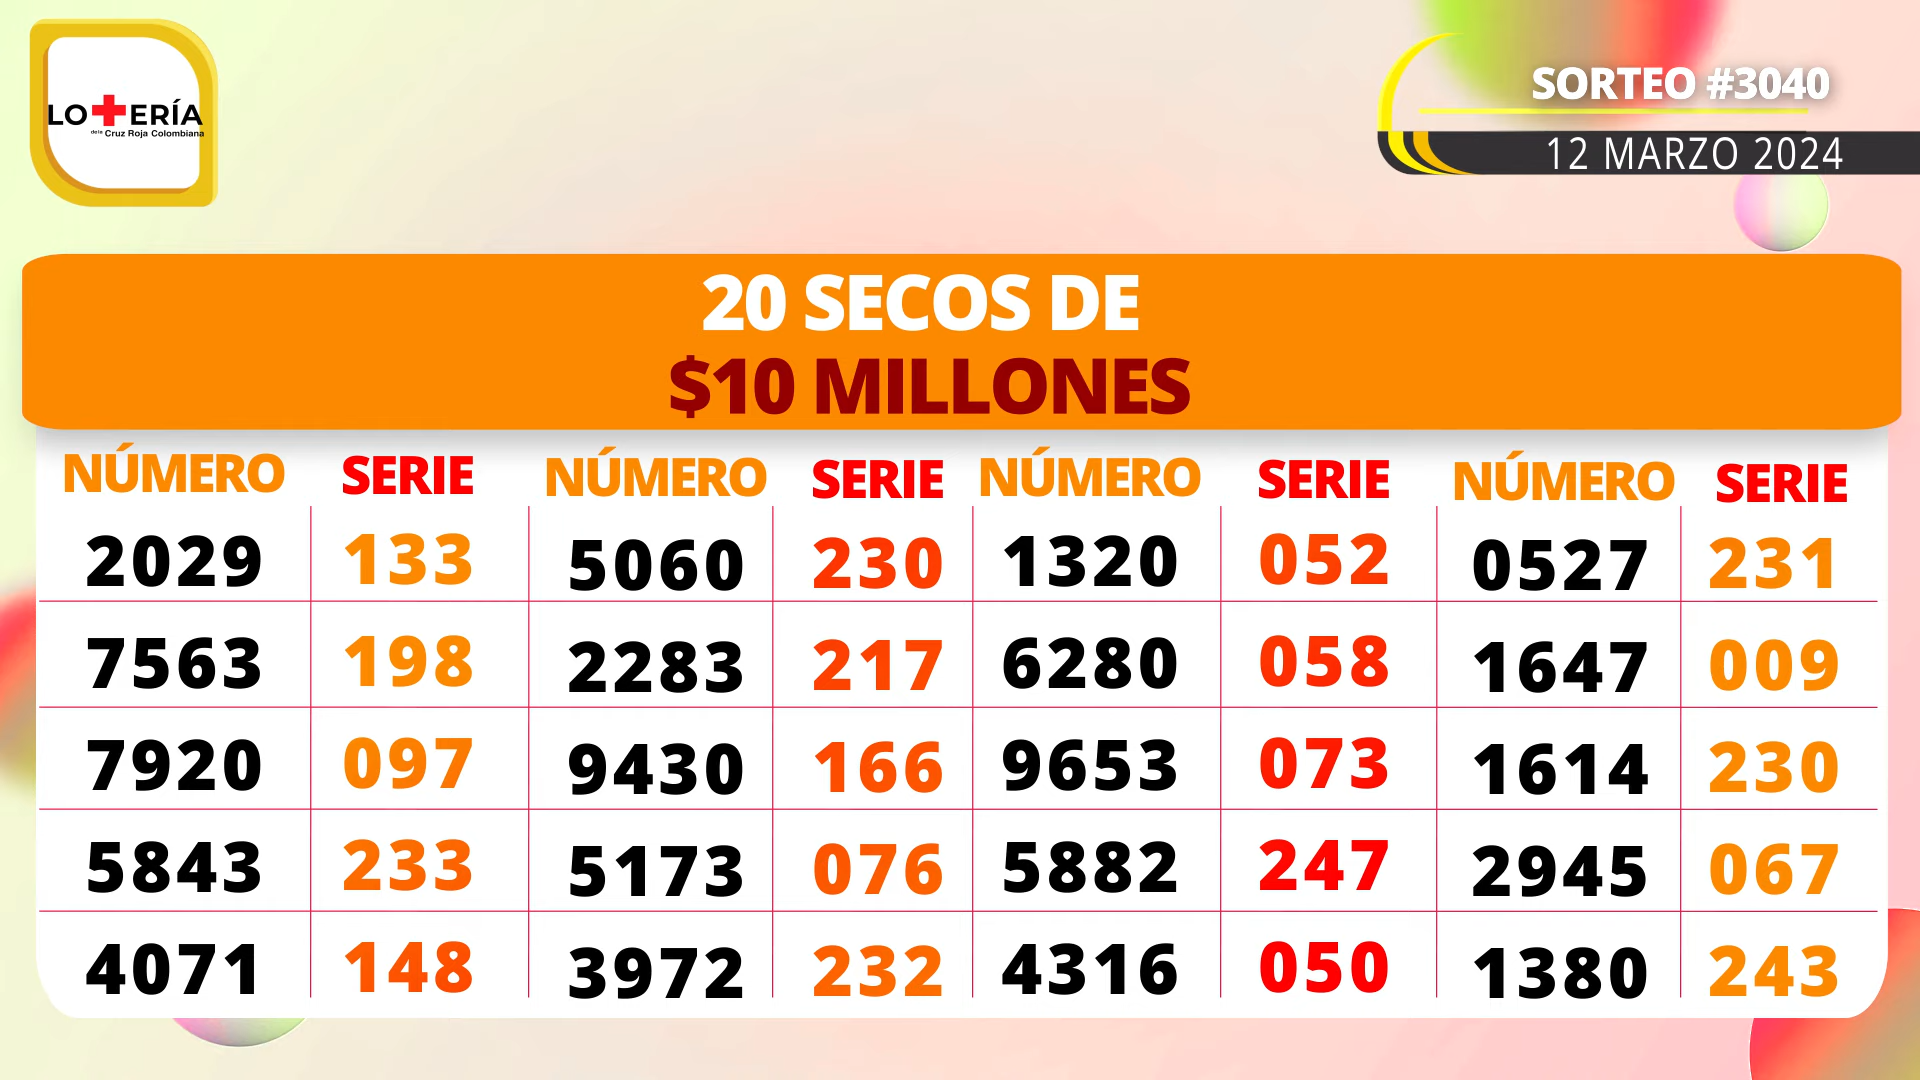 LOTERÍA
de la Cruz Roja Colombiana
SORTEO #3040
12 MARZO 2024
20 SECOS DE
$10 MILLONES
NÚMERO SERIE NÚMERO SERIE NÚMERO SERIE NÚMERO SERIE
2029 133 5060 230 1320 052 0527 231
7563 198 2283 217 6280 058 1647 009
7920 097 9430 166 9653 073 1614 230
5843 233 5173 076 5882 247 2945 067
4071 148 3972 232 4316 050 1380 243